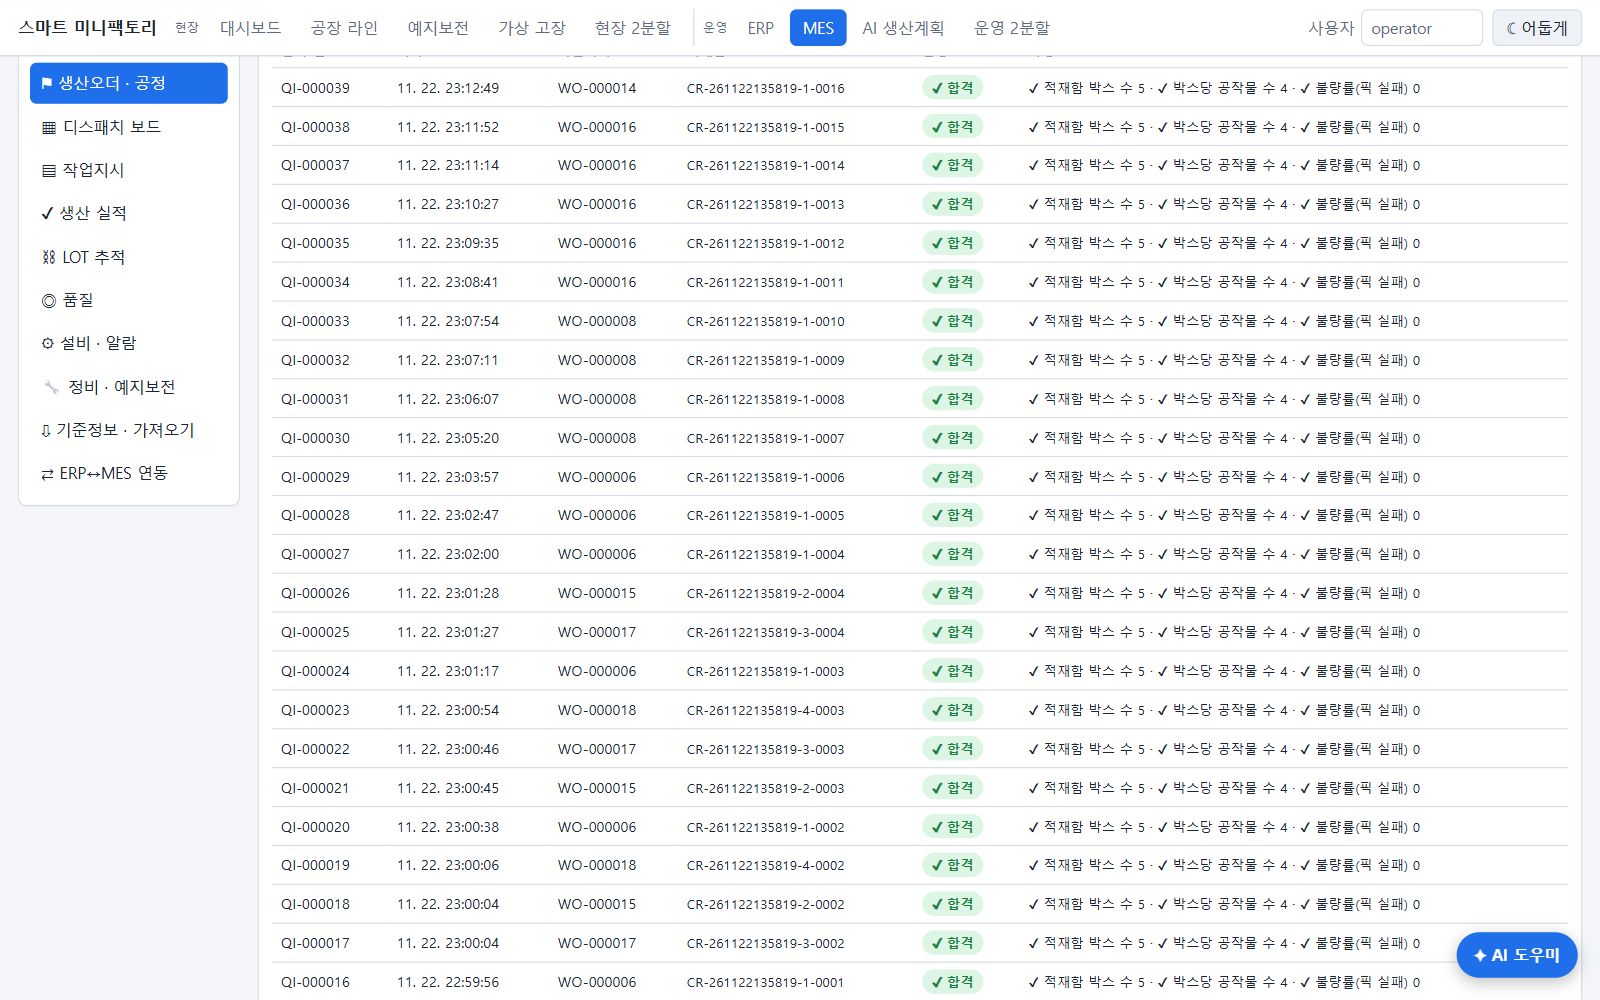 스마트 미니팩토리 현장 대시보드 공장 라인 예지보전 가상 고장 현장 2분할 운영 ERP MES AI 생산계획 운영 2분할 사용자 operator ☾ 어둡게
⚑ 생산오더 · 공정
▦ 디스패치 보드
▤ 작업지시
✓ 생산 실적
⛓ LOT 추적
◎ 품질
⚙ 설비 · 알람
🔧 정비 · 예지보전
⇩ 기준정보 · 가져오기
⇄ ERP↔MES 연동
QI-000039 11. 22. 23:12:49 WO-000014 CR-261122135819-1-0016 ✓ 합격 ✓ 적재함 박스 수 5 · ✓ 박스당 공작물 수 4 · ✓ 불량률(픽 실패) 0
QI-000038 11. 22. 23:11:52 WO-000016 CR-261122135819-1-0015 ✓ 합격 ✓ 적재함 박스 수 5 · ✓ 박스당 공작물 수 4 · ✓ 불량률(픽 실패) 0
QI-000037 11. 22. 23:11:14 WO-000016 CR-261122135819-1-0014 ✓ 합격 ✓ 적재함 박스 수 5 · ✓ 박스당 공작물 수 4 · ✓ 불량률(픽 실패) 0
QI-000036 11. 22. 23:10:27 WO-000016 CR-261122135819-1-0013 ✓ 합격 ✓ 적재함 박스 수 5 · ✓ 박스당 공작물 수 4 · ✓ 불량률(픽 실패) 0
QI-000035 11. 22. 23:09:35 WO-000016 CR-261122135819-1-0012 ✓ 합격 ✓ 적재함 박스 수 5 · ✓ 박스당 공작물 수 4 · ✓ 불량률(픽 실패) 0
QI-000034 11. 22. 23:08:41 WO-000016 CR-261122135819-1-0011 ✓ 합격 ✓ 적재함 박스 수 5 · ✓ 박스당 공작물 수 4 · ✓ 불량률(픽 실패) 0
QI-000033 11. 22. 23:07:54 WO-000008 CR-261122135819-1-0010 ✓ 합격 ✓ 적재함 박스 수 5 · ✓ 박스당 공작물 수 4 · ✓ 불량률(픽 실패) 0
QI-000032 11. 22. 23:07:11 WO-000008 CR-261122135819-1-0009 ✓ 합격 ✓ 적재함 박스 수 5 · ✓ 박스당 공작물 수 4 · ✓ 불량률(픽 실패) 0
QI-000031 11. 22. 23:06:07 WO-000008 CR-261122135819-1-0008 ✓ 합격 ✓ 적재함 박스 수 5 · ✓ 박스당 공작물 수 4 · ✓ 불량률(픽 실패) 0
QI-000030 11. 22. 23:05:20 WO-000008 CR-261122135819-1-0007 ✓ 합격 ✓ 적재함 박스 수 5 · ✓ 박스당 공작물 수 4 · ✓ 불량률(픽 실패) 0
QI-000029 11. 22. 23:03:57 WO-000006 CR-261122135819-1-0006 ✓ 합격 ✓ 적재함 박스 수 5 · ✓ 박스당 공작물 수 4 · ✓ 불량률(픽 실패) 0
QI-000028 11. 22. 23:02:47 WO-000006 CR-261122135819-1-0005 ✓ 합격 ✓ 적재함 박스 수 5 · ✓ 박스당 공작물 수 4 · ✓ 불량률(픽 실패) 0
QI-000027 11. 22. 23:02:00 WO-000006 CR-261122135819-1-0004 ✓ 합격 ✓ 적재함 박스 수 5 · ✓ 박스당 공작물 수 4 · ✓ 불량률(픽 실패) 0
QI-000026 11. 22. 23:01:28 WO-000015 CR-261122135819-2-0004 ✓ 합격 ✓ 적재함 박스 수 5 · ✓ 박스당 공작물 수 4 · ✓ 불량률(픽 실패) 0
QI-000025 11. 22. 23:01:27 WO-000017 CR-261122135819-3-0004 ✓ 합격 ✓ 적재함 박스 수 5 · ✓ 박스당 공작물 수 4 · ✓ 불량률(픽 실패) 0
QI-000024 11. 22. 23:01:17 WO-000006 CR-261122135819-1-0003 ✓ 합격 ✓ 적재함 박스 수 5 · ✓ 박스당 공작물 수 4 · ✓ 불량률(픽 실패) 0
QI-000023 11. 22. 23:00:54 WO-000018 CR-261122135819-4-0003 ✓ 합격 ✓ 적재함 박스 수 5 · ✓ 박스당 공작물 수 4 · ✓ 불량률(픽 실패) 0
QI-000022 11. 22. 23:00:46 WO-000017 CR-261122135819-3-0003 ✓ 합격 ✓ 적재함 박스 수 5 · ✓ 박스당 공작물 수 4 · ✓ 불량률(픽 실패) 0
QI-000021 11. 22. 23:00:45 WO-000015 CR-261122135819-2-0003 ✓ 합격 ✓ 적재함 박스 수 5 · ✓ 박스당 공작물 수 4 · ✓ 불량률(픽 실패) 0
QI-000020 11. 22. 23:00:38 WO-000006 CR-261122135819-1-0002 ✓ 합격 ✓ 적재함 박스 수 5 · ✓ 박스당 공작물 수 4 · ✓ 불량률(픽 실패) 0
QI-000019 11. 22. 23:00:06 WO-000018 CR-261122135819-4-0002 ✓ 합격 ✓ 적재함 박스 수 5 · ✓ 박스당 공작물 수 4 · ✓ 불량률(픽 실패) 0
QI-000018 11. 22. 23:00:04 WO-000015 CR-261122135819-2-0002 ✓ 합격 ✓ 적재함 박스 수 5 · ✓ 박스당 공작물 수 4 · ✓ 불량률(픽 실패) 0
QI-000017 11. 22. 23:00:04 WO-000017 CR-261122135819-3-0002 ✓ 합격 ✓ 적재함 박스 수 5 · ✓ 박스당 공작물 수 4 · ✓ 불량률(픽 실패) 0
QI-000016 11. 22. 22:59:56 WO-000006 CR-261122135819-1-0001 ✓ 합격 ✓ 적재함 박스 수 5 · ✓ 박스당 공작물 수 4 · ✓ 불량률(픽 실패) 0
✦ AI 도우미